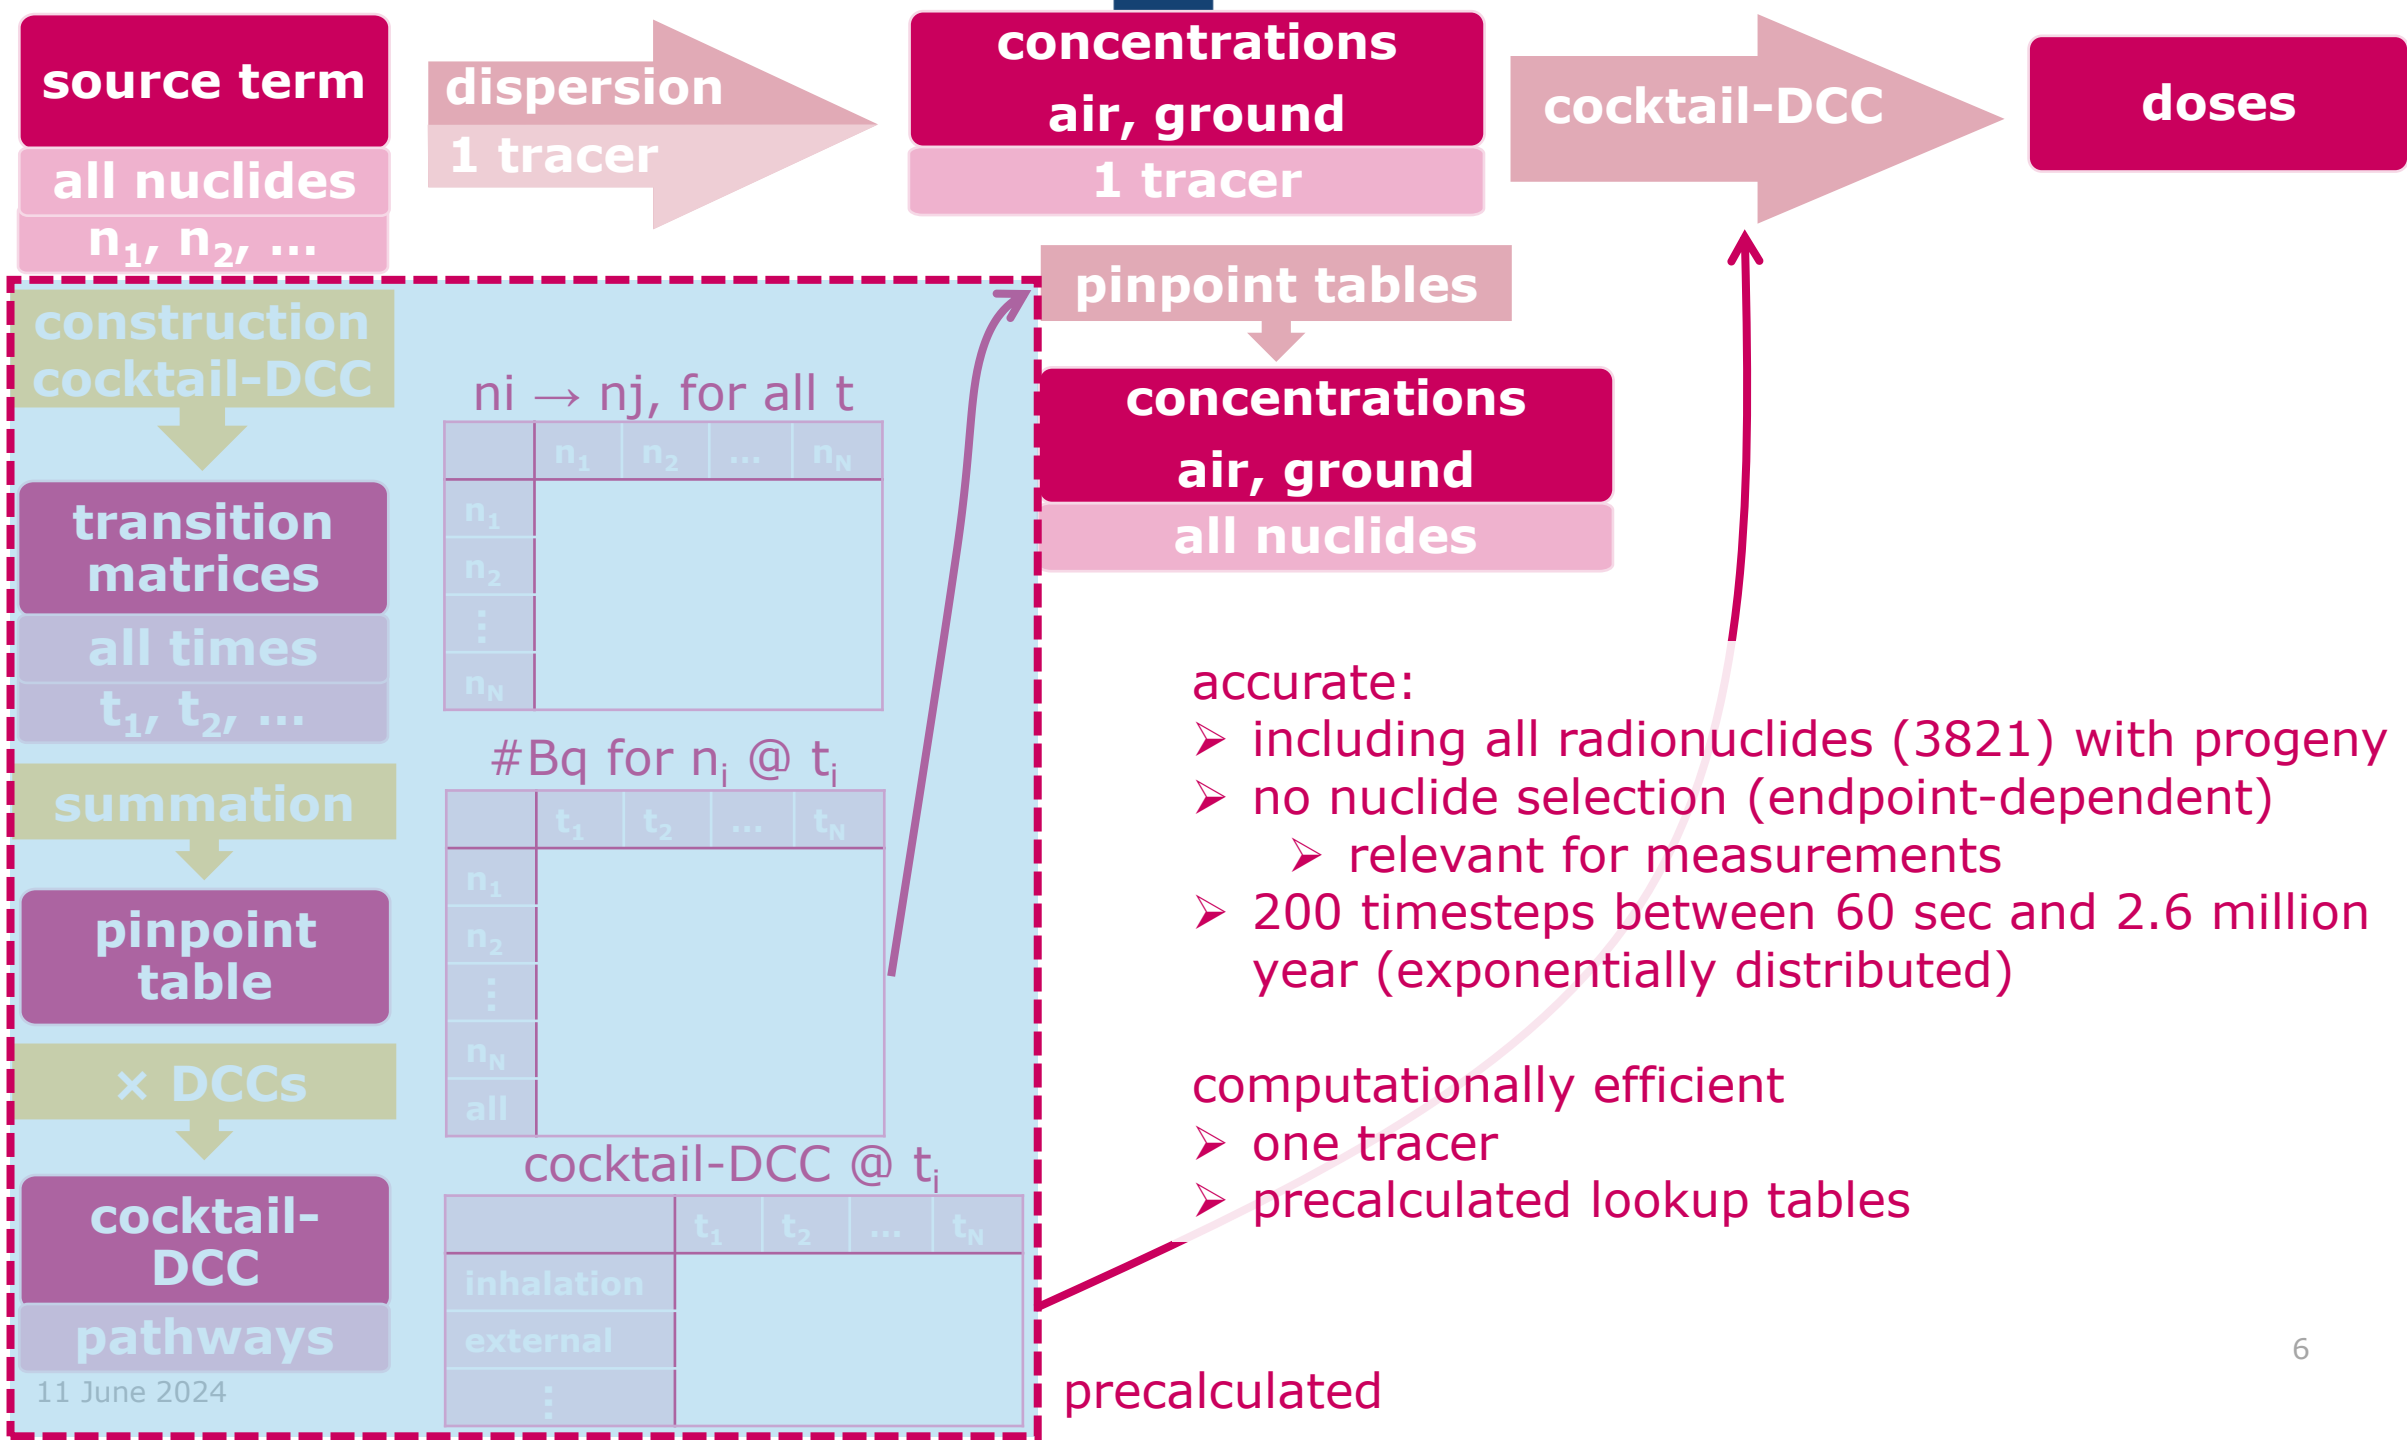 source term
all nuclides
n1, n2, ...
dispersion
1 tracer
concentrations
air, ground
1 tracer
cocktail-DCC
doses
pinpoint tables
concentrations
air, ground
all nuclides
construction
cocktail-DCC
transition
matrices
all times
t1, t2, ...
summation
pinpoint
table
× DCCs
cocktail-
DCC
pathways
11 June 2024
ni → nj, for all t
n1 n2 ... nN
n1
n2
⋮
nN
#Bq for ni @ ti
t1 t2 ... tN
n1
n2
⋮
nN
all
cocktail-DCC @ ti
t1 t2 ... tN
inhalation
external
⋮
accurate:
➢ including all radionuclides (3821) with progeny
➢ no nuclide selection (endpoint-dependent)
➢ relevant for measurements
➢ 200 timesteps between 60 sec and 2.6 million
year (exponentially distributed)
computationally efficient
➢ one tracer
➢ precalculated lookup tables
precalculated
6